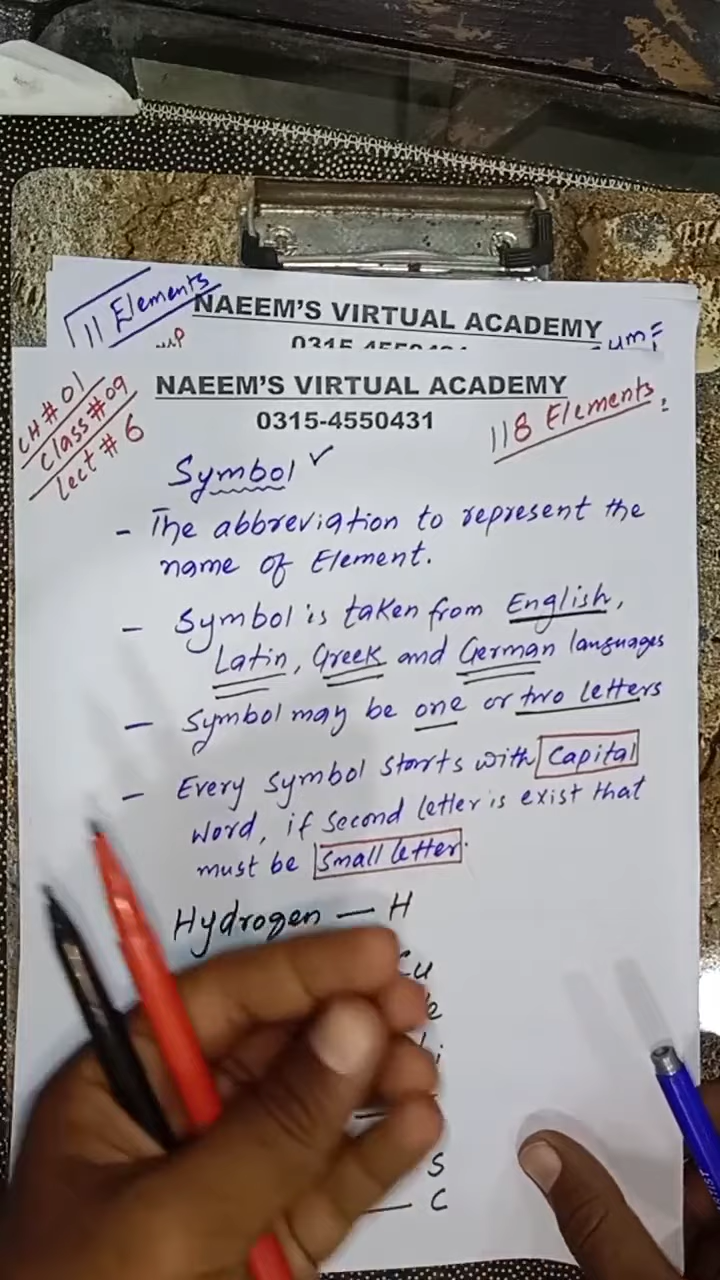 11 Elements
NAEEM'S VIRTUAL ACADEMY
CH # 01
Class # 09
Lect # 6
NAEEM'S VIRTUAL ACADEMY
0315-4550431
118 Elements
Symbol
- The abbreviation to represent the
name of Element.
- Symbol is taken from English,
Latin, Greek and German languages
- Symbol may be one or two letters
- Every symbol starts with Capital
word, if second letter is exist that
must be small letter.
Hydrogen — H
Cu
S
— C